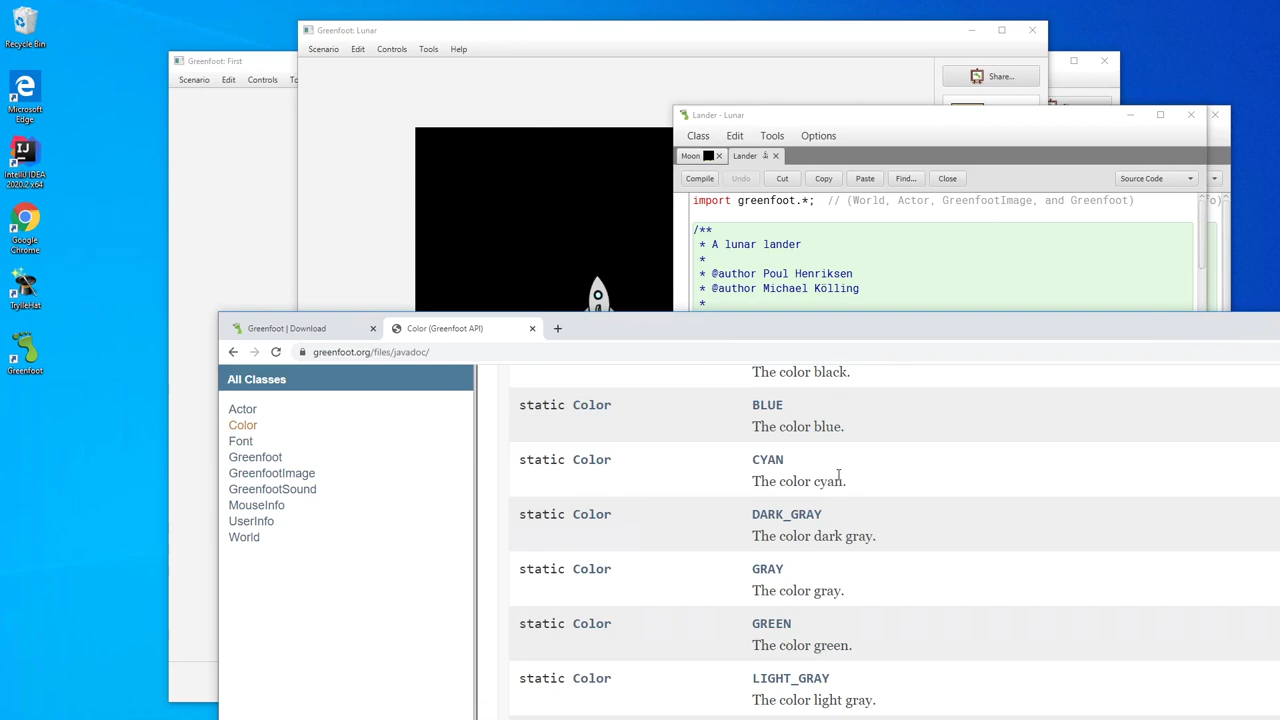 Recycle Bin
Microsoft
Edge
IntelliJ IDEA
2020.2 x64
Google
Chrome
TryileHat
Greenfoot
Greenfoot: First
Scenario Edit Controls
Greenfoot: Lunar
Scenario Edit Controls Tools Help
Share...
Lander - Lunar
Class Edit Tools Options
Moon Lander
Compile Undo Cut Copy Paste Find... Close Source Code
import greenfoot.*;  // (World, Actor, GreenfootImage, and Greenfoot)
/**
* A lunar lander
*
* @author Poul Henriksen
* @author Michael Kölling
*
Greenfoot | Download
Color (Greenfoot API)
greenfoot.org/files/javadoc/
All Classes
Actor
Color
Font
Greenfoot
GreenfootImage
GreenfootSound
MouseInfo
UserInfo
World
The color black.
static Color BLUE
The color blue.
static Color CYAN
The color cyan.
static Color DARK_GRAY
The color dark gray.
static Color GRAY
The color gray.
static Color GREEN
The color green.
static Color LIGHT_GRAY
The color light gray.